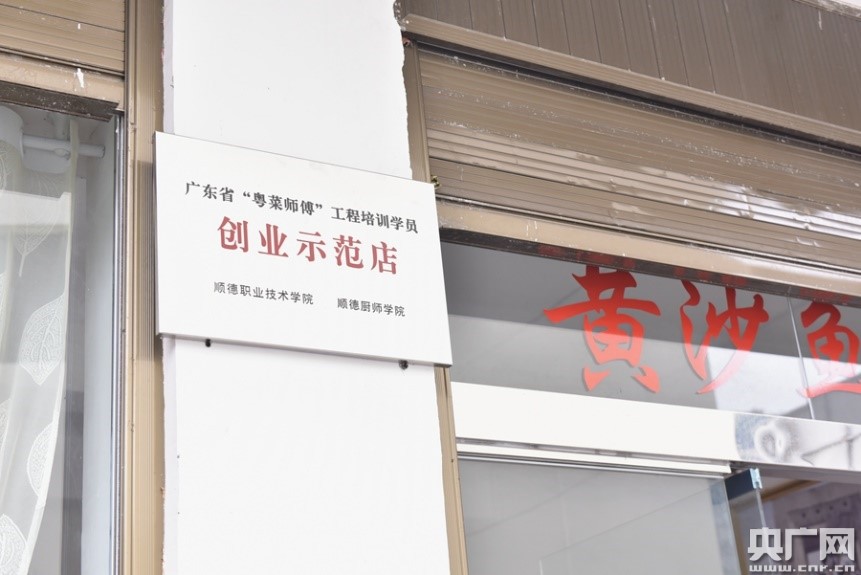 广东省“粤菜师傅”工程培训学员
创业示范店
顺德职业技术学院 顺德厨师学院
黄沙鱼
央广网
www.cnr.cn